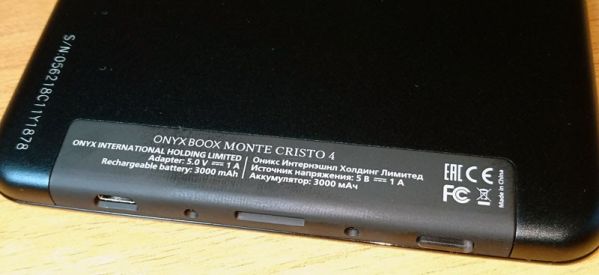 S/N:056218C11Y1878
ONYX BOOX MONTE CRISTO 4
ONYX INTERNATIONAL HOLDING LIMITED
Adapter: 5.0 V ⎓ 1 A
Rechargeable battery: 3000 mAh
Оникс Интернэшнл Холдинг Лимитед
Источник напряжения: 5 В ⎓ 1 А
Аккумулятор: 3000 мАч
EAC CE
FC
Made in China